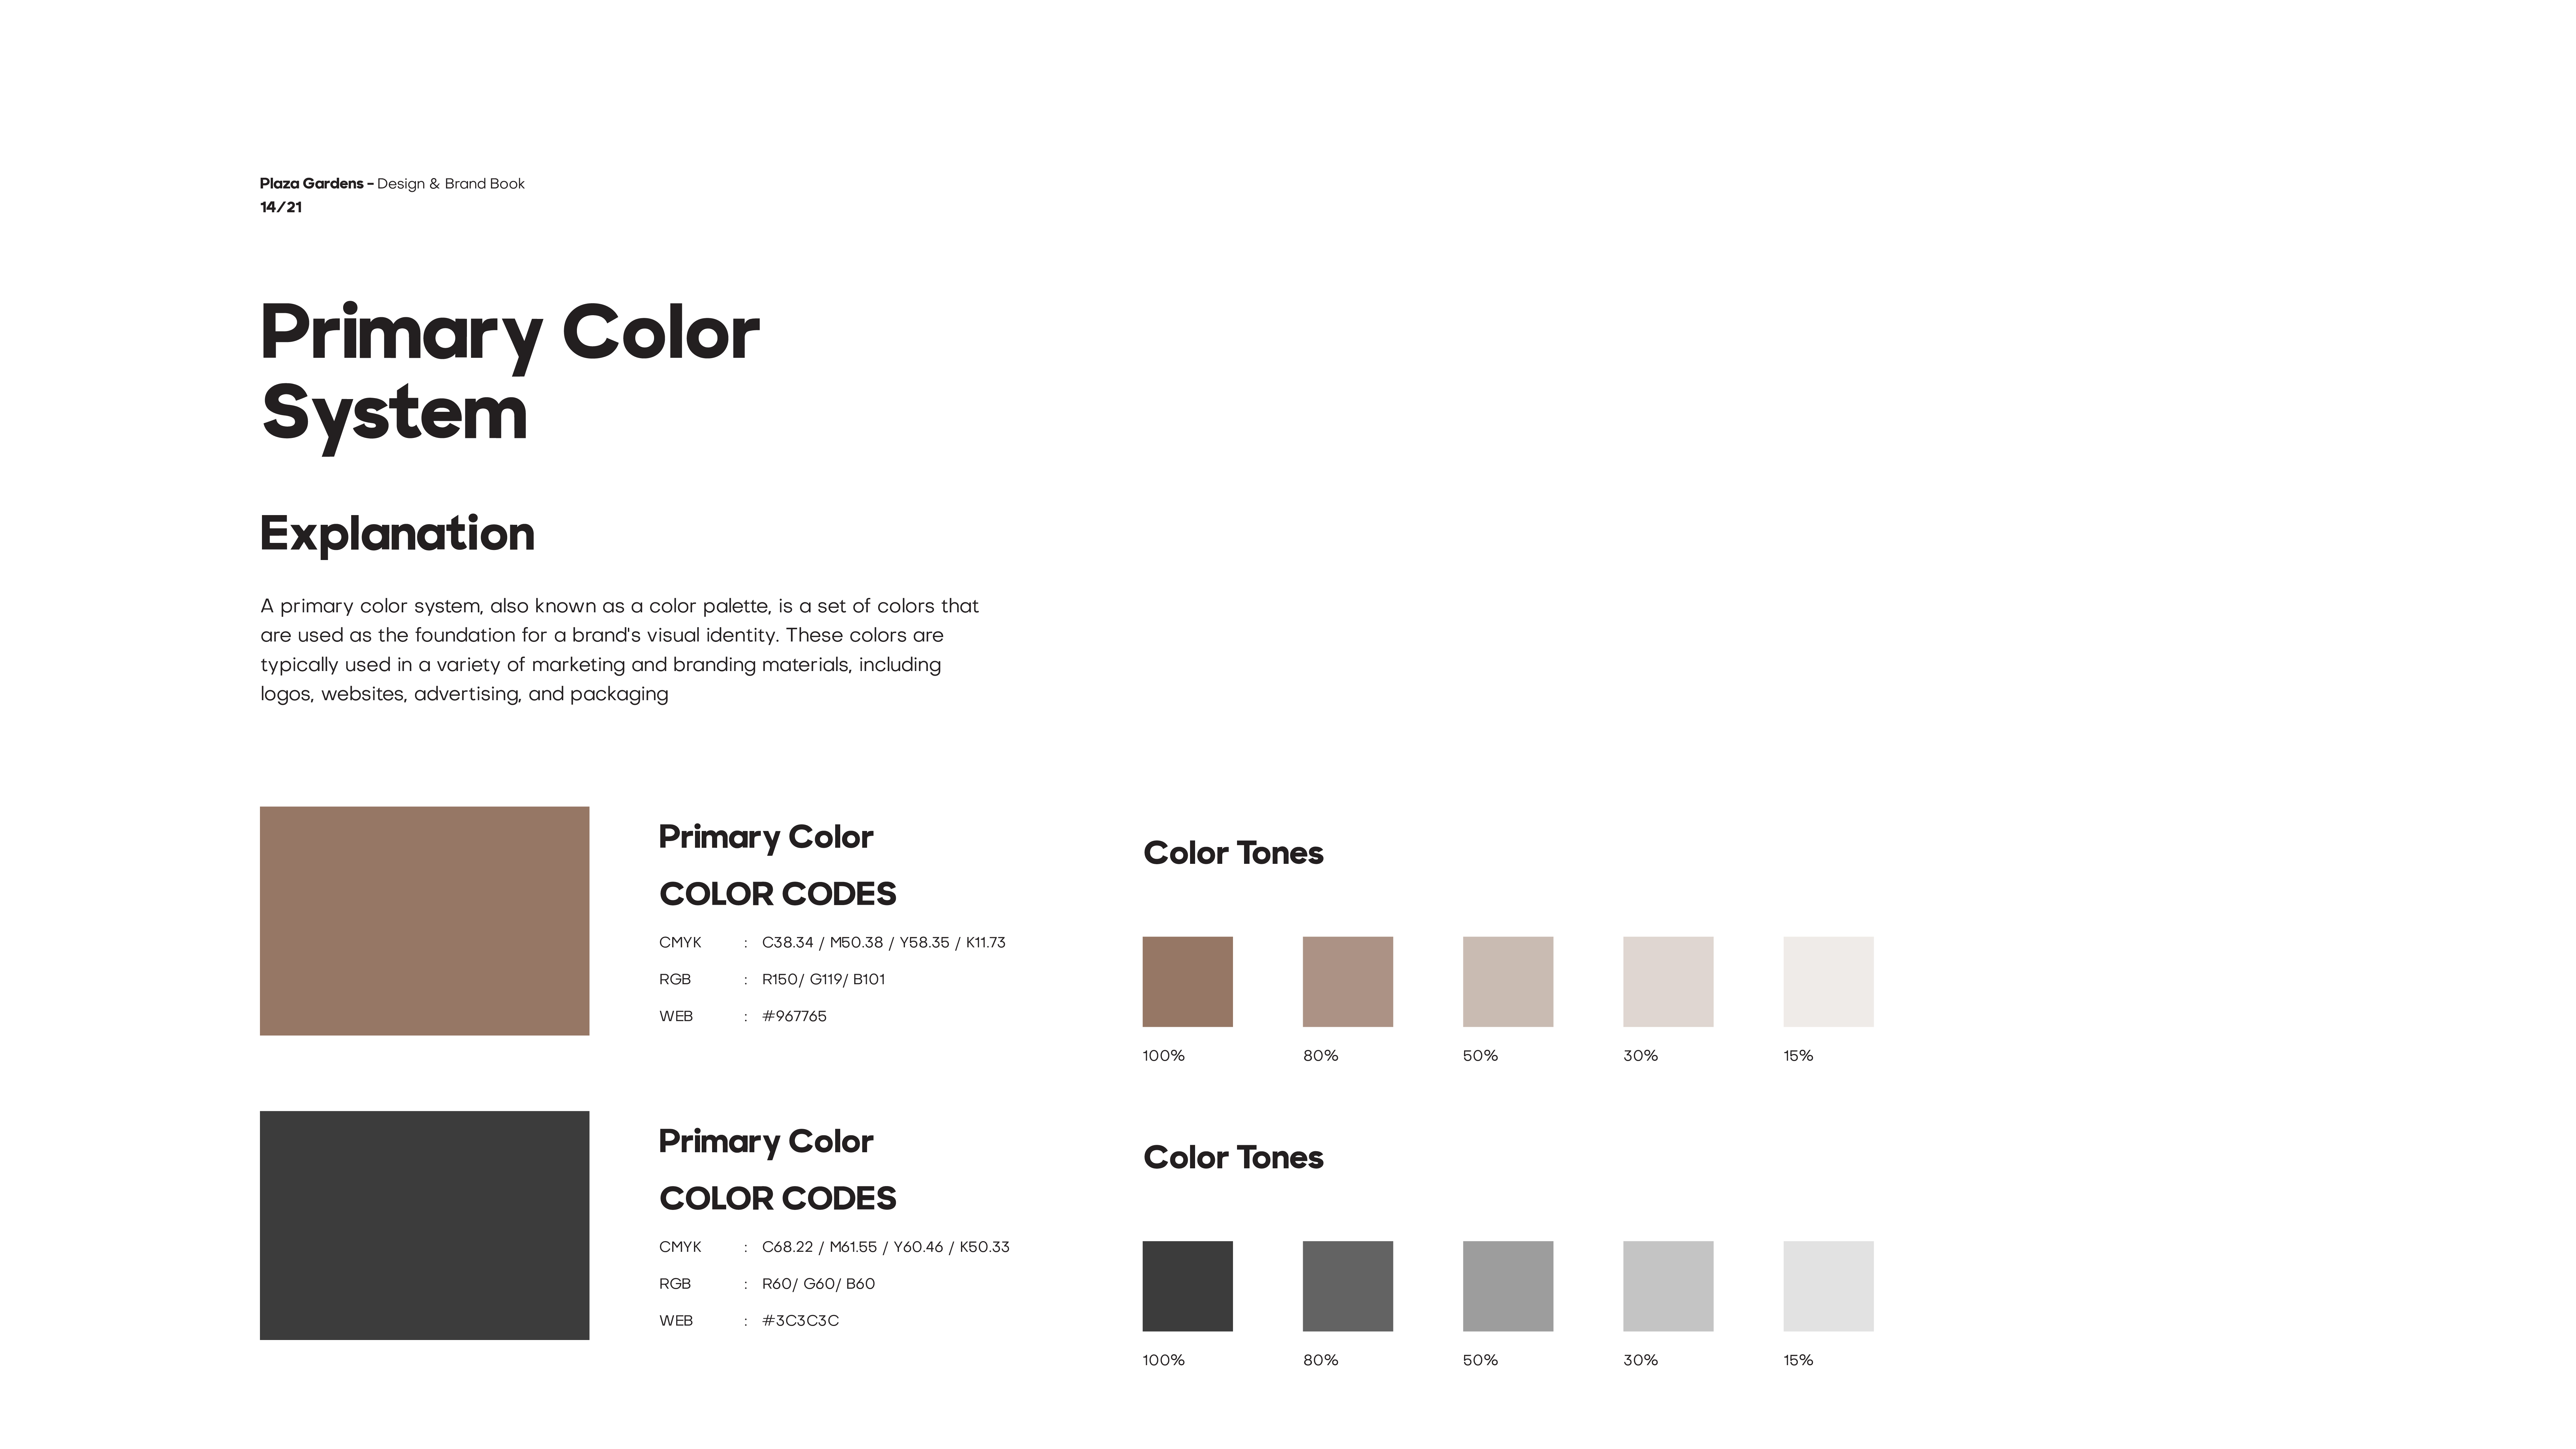 Plaza Gardens - Design & Brand Book
14/21
Primary Color
System
Explanation
A primary color system, also known as a color palette, is a set of colors that
are used as the foundation for a brand's visual identity. These colors are
typically used in a variety of marketing and branding materials, including
logos, websites, advertising, and packaging
Primary Color
COLOR CODES
CMYK : C38.34 / M50.38 / Y58.35 / K11.73
RGB : R150/ G119/ B101
WEB : #967765
Color Tones
100% 80% 50% 30% 15%
Primary Color
COLOR CODES
CMYK : C68.22 / M61.55 / Y60.46 / K50.33
RGB : R60/ G60/ B60
WEB : #3C3C3C
Color Tones
100% 80% 50% 30% 15%